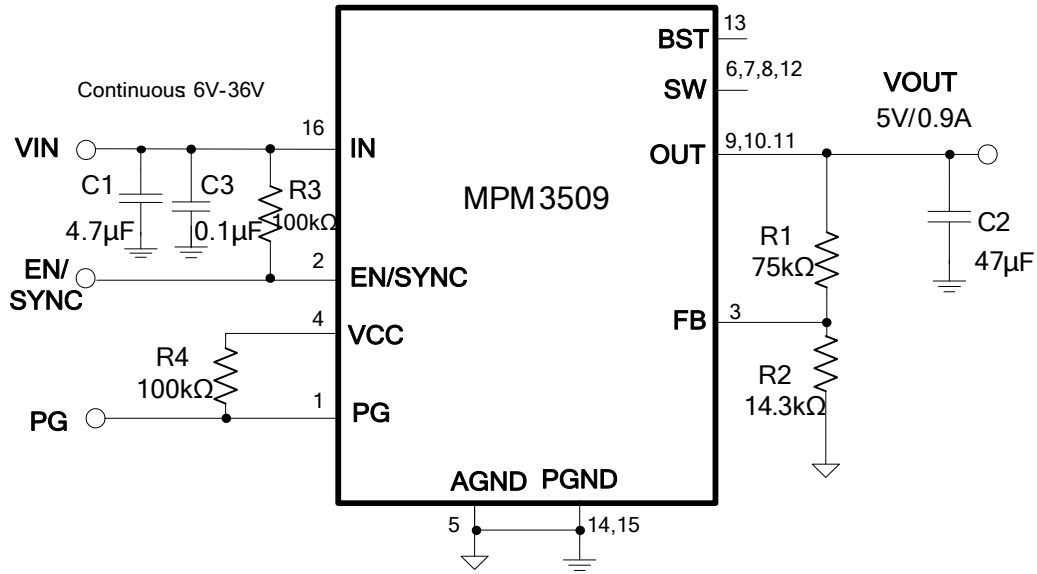 13
BST
6,7,8,12
SW
Continuous 6V-36V
VOUT
5V/0.9A
16
VIN
IN
9,10.11
OUT
C1
4.7µF
C3
0.1µF
R3
100kΩ
MPM3509
C2
47µF
R1
75kΩ
EN/
SYNC
2
EN/SYNC
3
FB
4
VCC
R4
100kΩ
R2
14.3kΩ
1
PG
PG
AGND
PGND
5
14,15